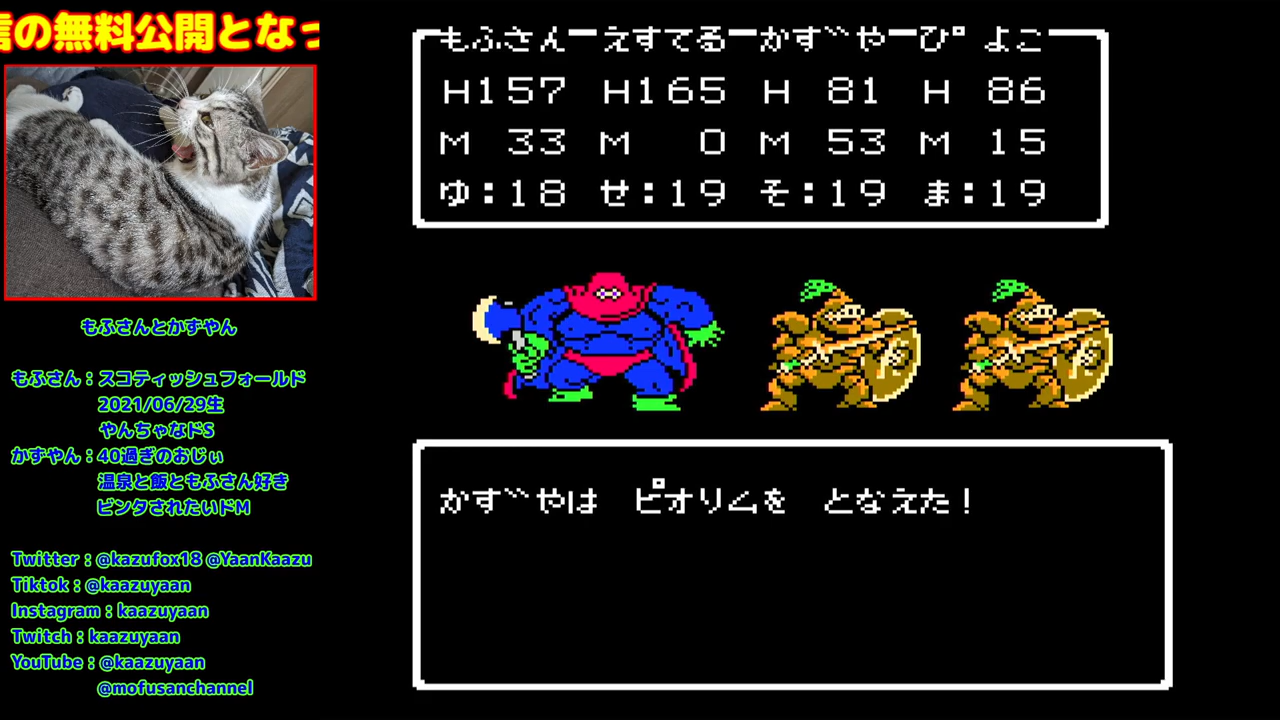 信の無料公開となっ
もふさんとかずやん
もふさん：スコティッシュフォールド
2021/06/29生
やんちゃなドS
かずやん：40過ぎのおじぃ
温泉と飯ともふさん好き
ビンタされたいドM
Twitter：@kazufox18 @YaanKaazu
Tiktok：@kaazuyaan
Instagram：kaazuyaan
Twitch：kaazuyaan
YouTube：@kaazuyaan
@mofusanchannel
もふさん えすてる かずや ぴよこ
H157 H165 H 81 H 86
M 33 M 0 M 53 M 15
ゆ:18 せ:19 そ:19 ま:19
かずやは ピオリムを となえた！